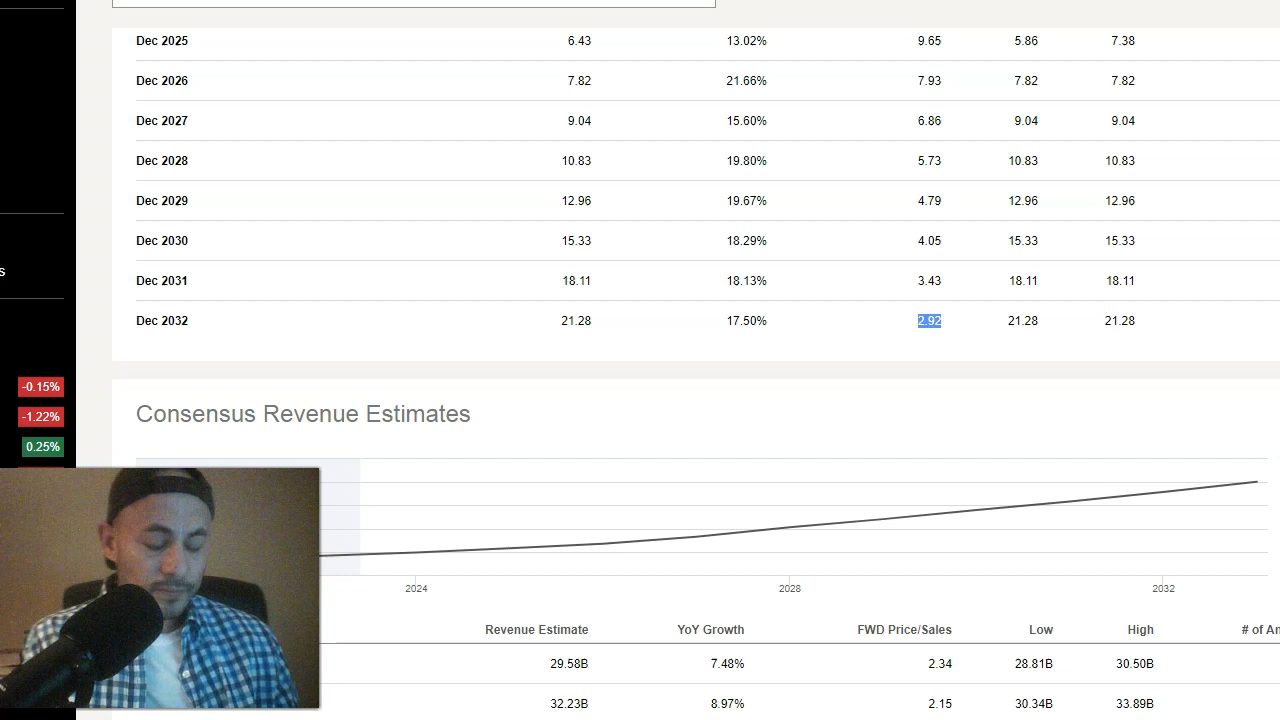 Dec 2025 6.43 13.02% 9.65 5.86 7.38
Dec 2026 7.82 21.66% 7.93 7.82 7.82
Dec 2027 9.04 15.60% 6.86 9.04 9.04
Dec 2028 10.83 19.80% 5.73 10.83 10.83
Dec 2029 12.96 19.67% 4.79 12.96 12.96
Dec 2030 15.33 18.29% 4.05 15.33 15.33
s
Dec 2031 18.11 18.13% 3.43 18.11 18.11
Dec 2032 21.28 17.50% 2.92 21.28 21.28
-0.15%
-1.22%
0.25%
Consensus Revenue Estimates
2024 2028 2032
Revenue Estimate YoY Growth FWD Price/Sales Low High # of An
29.58B 7.48% 2.34 28.81B 30.50B
32.23B 8.97% 2.15 30.34B 33.89B